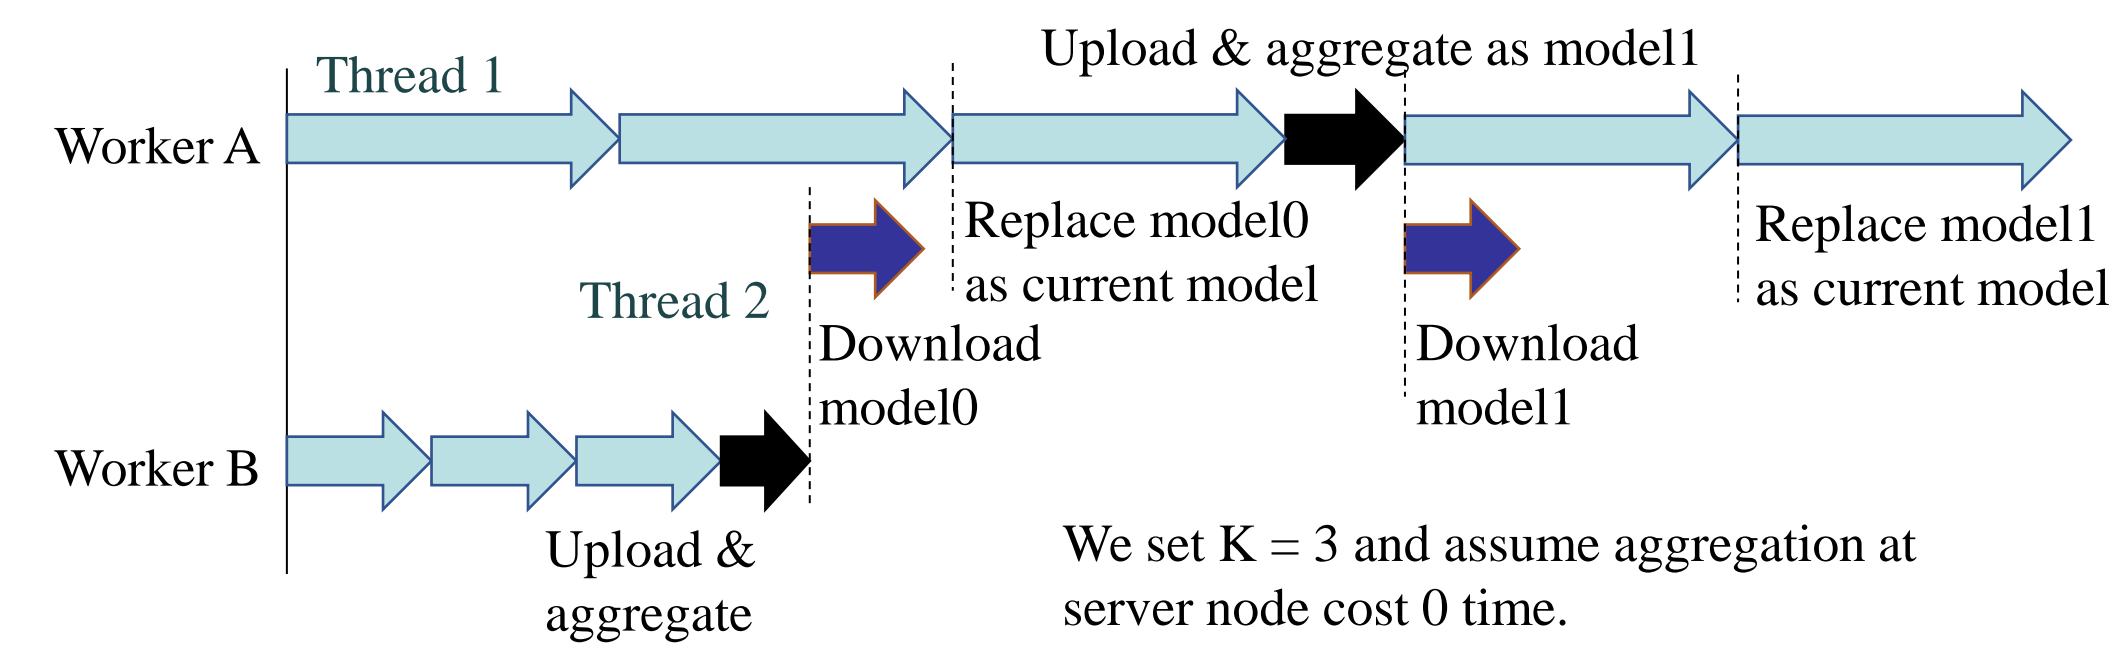 Upload & aggregate as model1
Thread 1
Worker A
Replace model0
as current model
Replace model1
as current model
Thread 2
Download
model0
Download
model1
Worker B
Upload &
aggregate
We set K = 3 and assume aggregation at
server node cost 0 time.